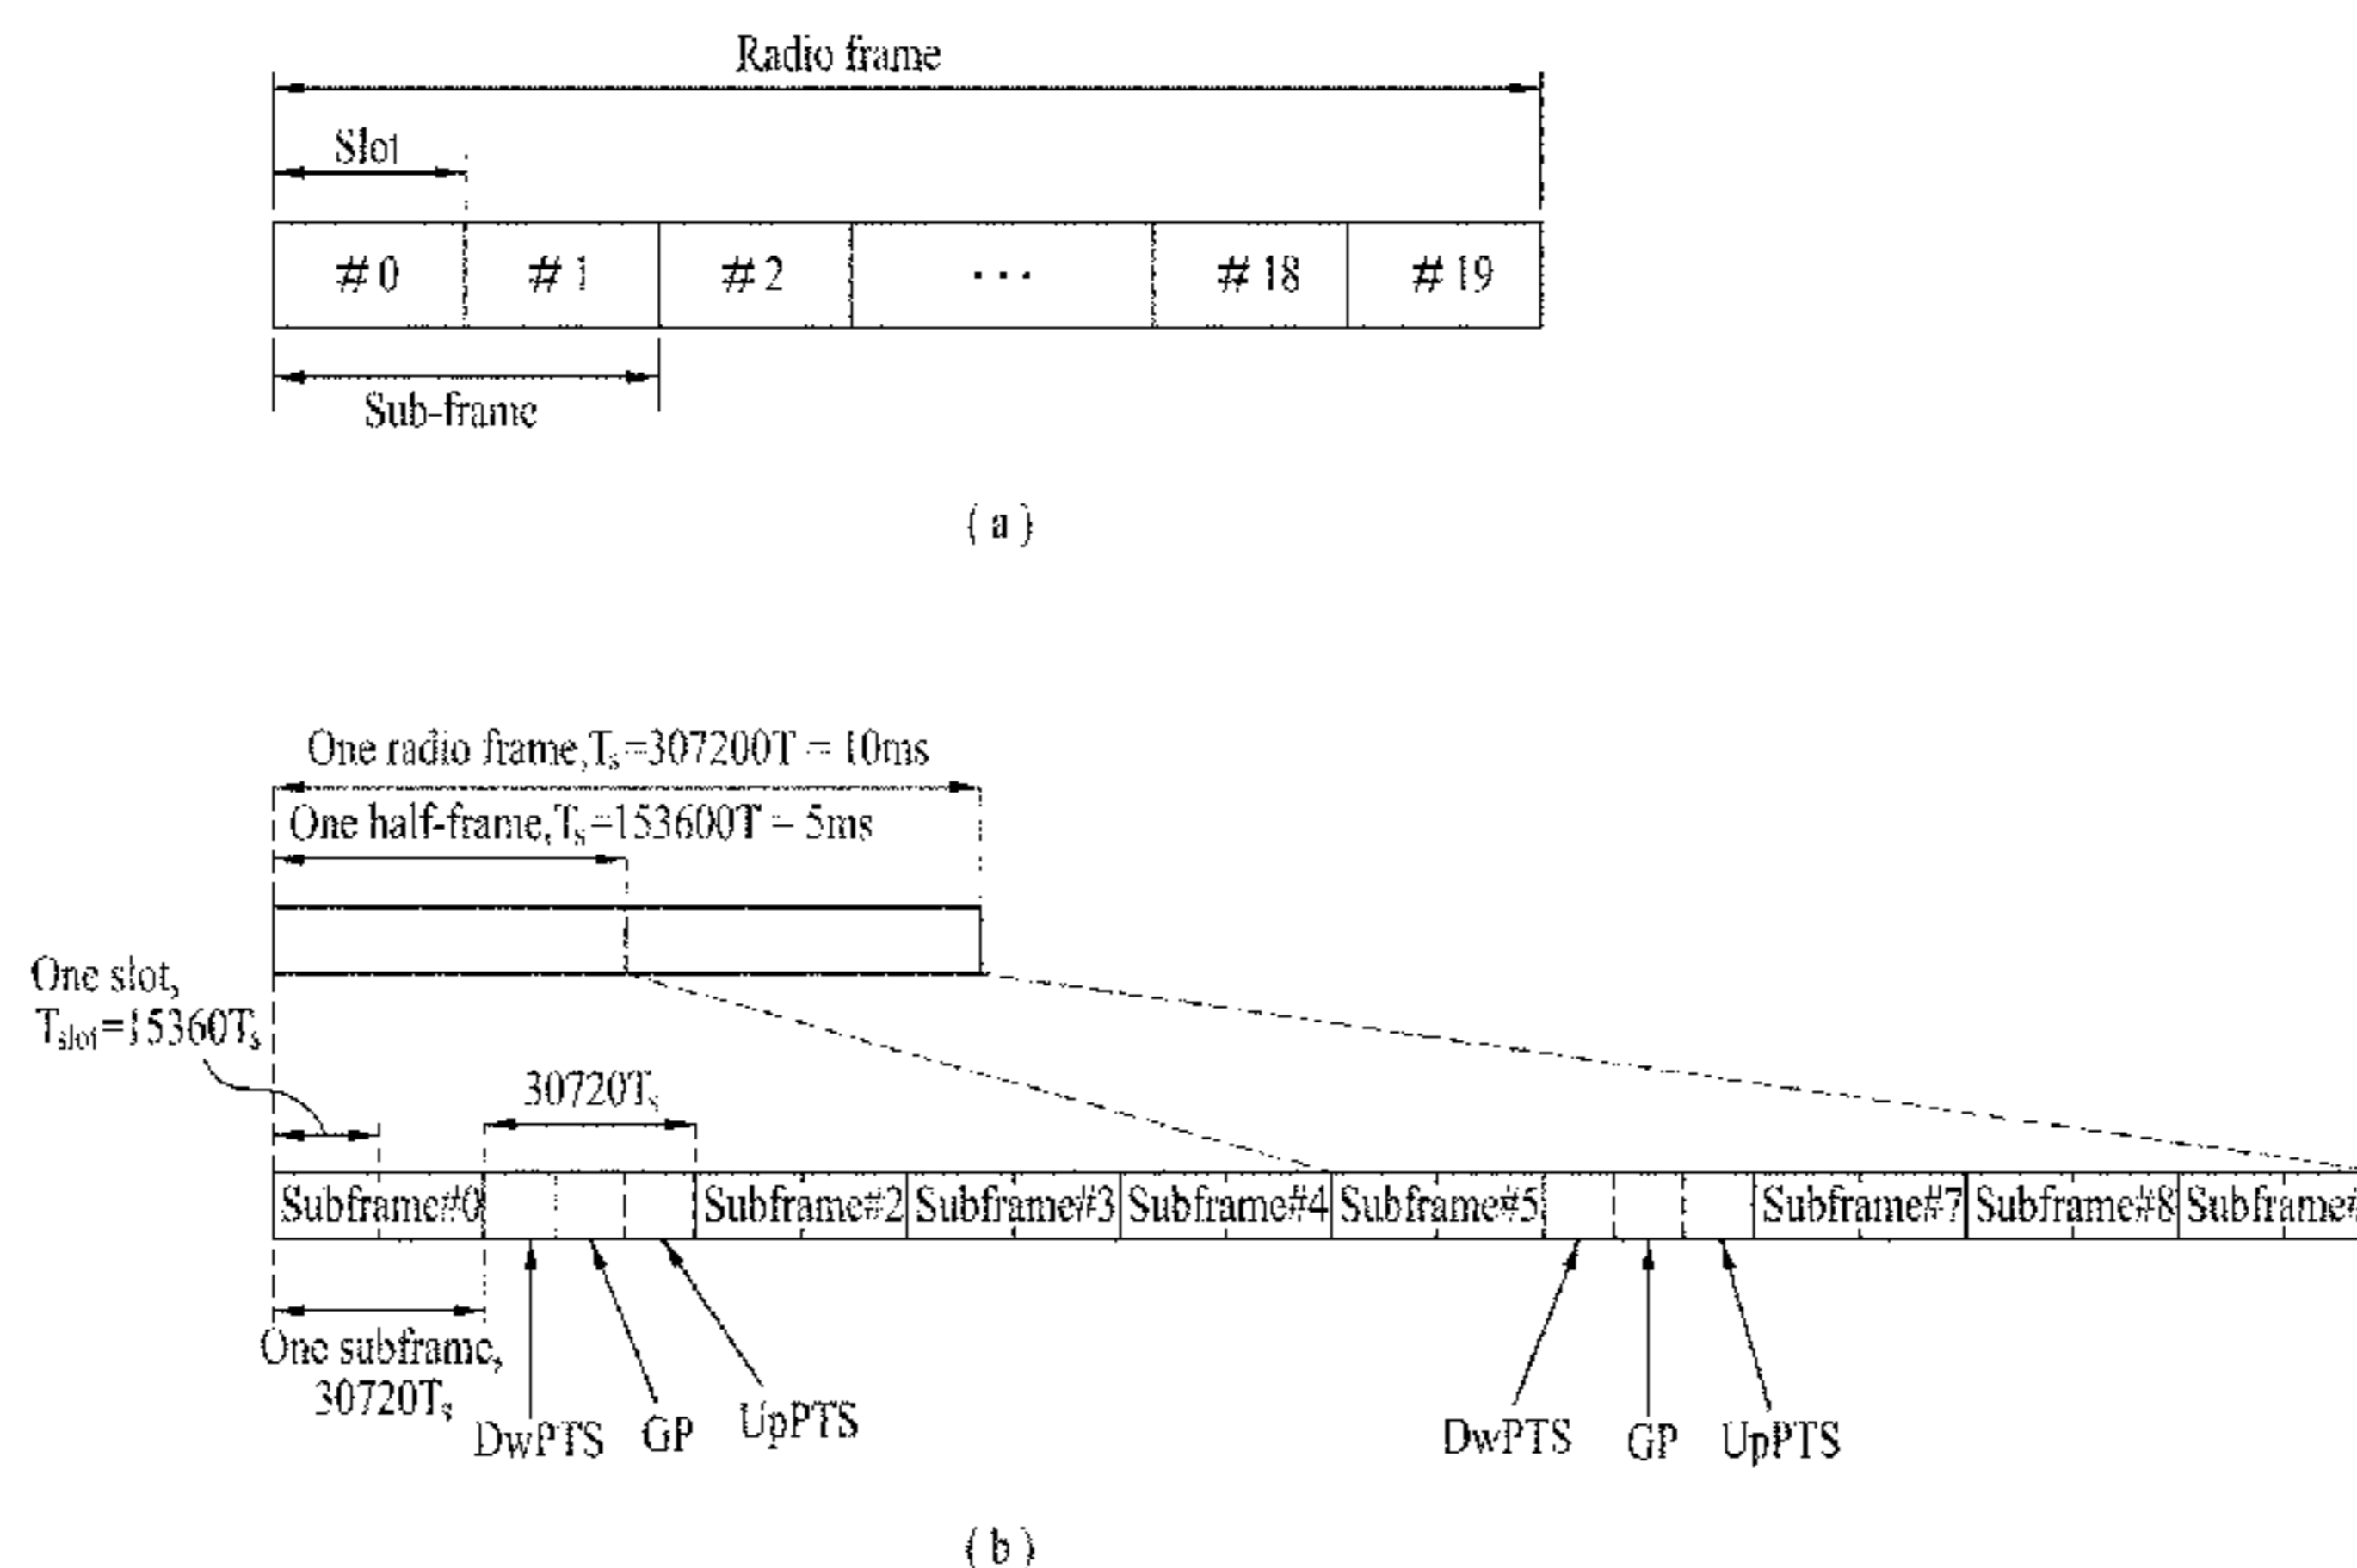 Radio frame
Slot
#0 #1 #2 ... #18 #19
Sub-frame
(a)
One radio frame,Ts=307200T = 10ms
One half-frame,Ts=153600T = 5ms
One slot,
Tslot=15360Ts
30720Ts
Subframe#0 Subframe#2 Subframe#3 Subframe#4 Subframe#5 Subframe#7 Subframe#8 Subframe#
One subframe,
30720Ts
DwPTS GP UpPTS DwPTS GP UpPTS
(b)